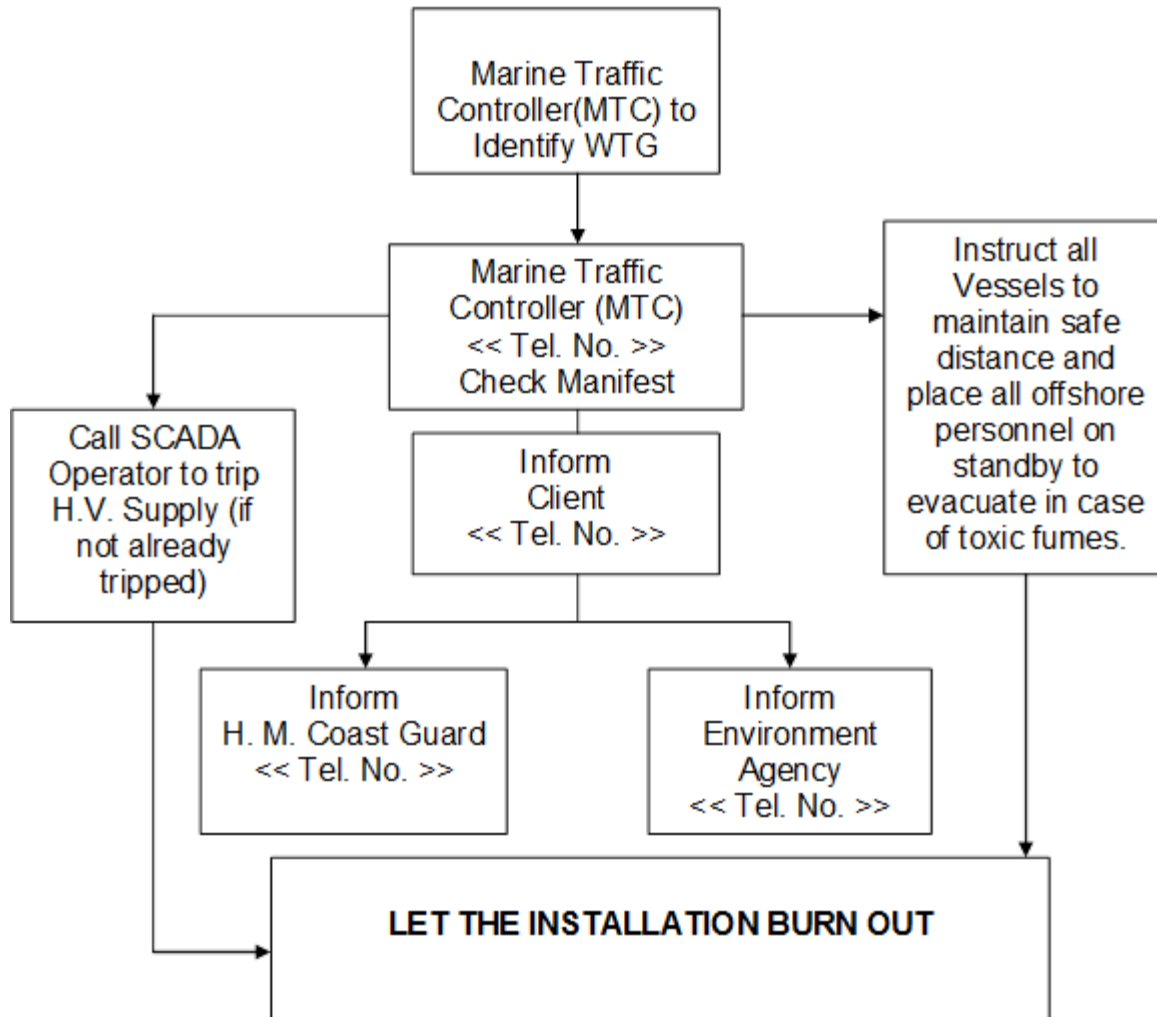 Marine Traffic
Controller(MTC) to
Identify WTG
Marine Traffic
Controller (MTC)
<< Tel. No. >>
Check Manifest
Instruct all
Vessels to
maintain safe
distance and
place all offshore
personnel on
standby to
evacuate in case
of toxic fumes.
Call SCADA
Operator to trip
H.V. Supply (if
not already
tripped)
Inform
Client
<< Tel. No. >>
Inform
H. M. Coast Guard
<< Tel. No. >>
Inform
Environment
Agency
<< Tel. No. >>
LET THE INSTALLATION BURN OUT